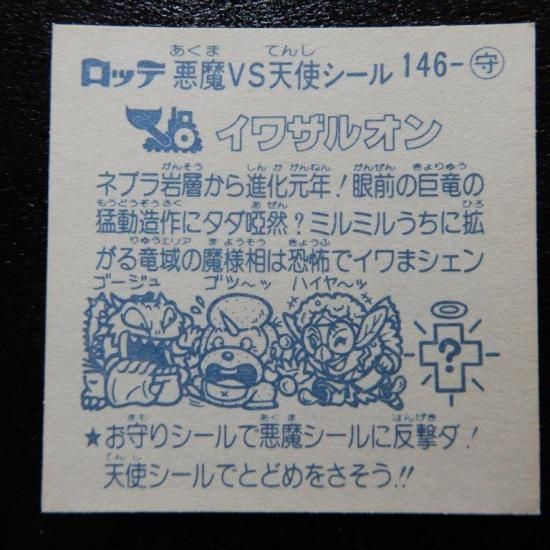 ロッテ 悪魔VS天使シール 146-守
あくま てんし
イワザルオン
がんそう しんかがんねん がんぜん きょりゅう
ネブラ岩層から進化元年!眼前の巨竜の
もうどうぞうさく あぜん ひろ
猛動造作にタダ啞然?ミルミルうちに拡
りゅうエリア まようそう きょうふ
がる竜域の魔様相は恐怖でイワまシェン
ゴージュ ゴツ〜ッ ハイヤ〜ッ
?
まも あくま はんげき
★お守りシールで悪魔シールに反撃ダ!
てんし
天使シールでとどめをさそう!!